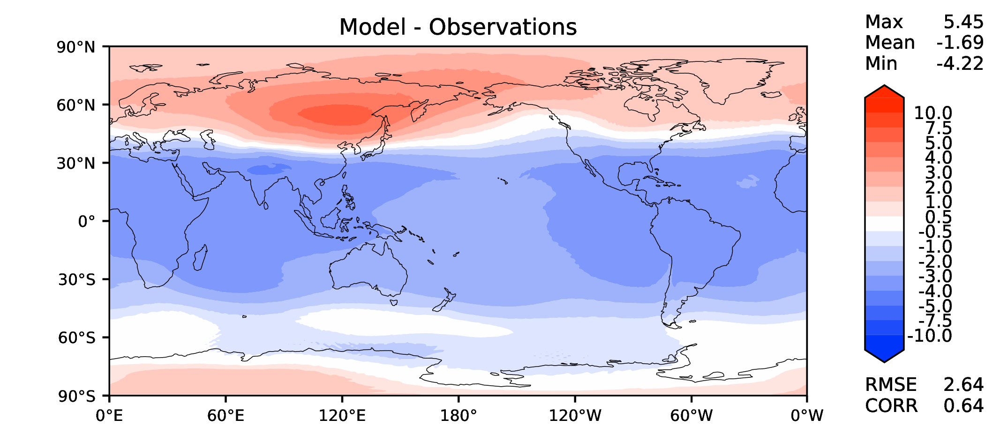 Model - Observations
Max 5.45
Mean -1.69
Min -4.22
90°N
60°N
30°N
0°
30°S
60°S
90°S
0°E 60°E 120°E 180° 120°W 60°W 0°W
10.0
7.5
5.0
4.0
3.0
2.0
1.0
0.5
-0.5
-1.0
-2.0
-3.0
-4.0
-5.0
-7.5
-10.0
RMSE 2.64
CORR 0.64